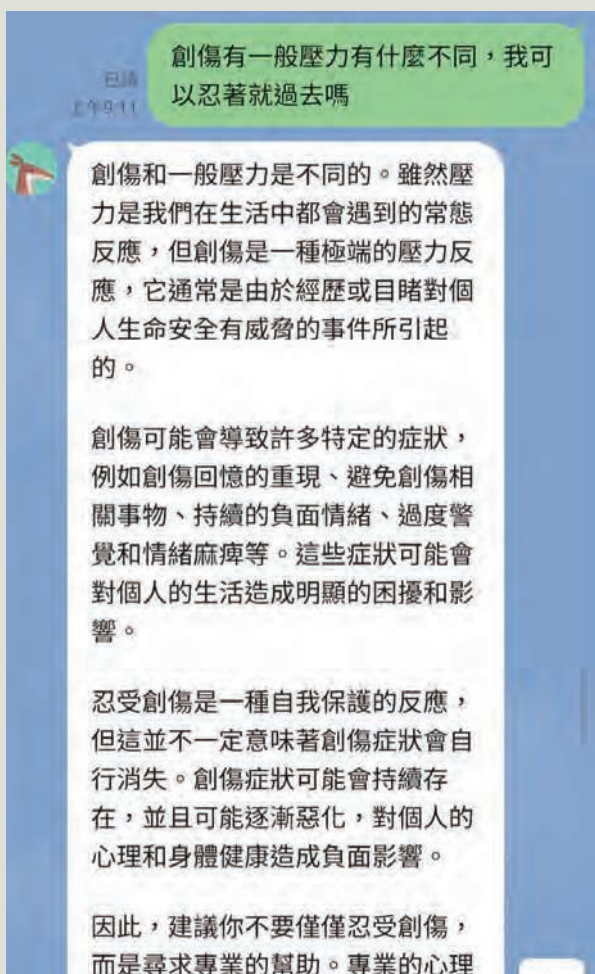 創傷有一般壓力有什麼不同，我可
以忍著就過去嗎
已讀
上午9:11
創傷和一般壓力是不同的。雖然壓
力是我們在生活中都會遇到的常態
反應，但創傷是一種極端的壓力反
應，它通常是由於經歷或目睹對個
人生命安全有威脅的事件所引起
的。
創傷可能會導致許多特定的症狀，
例如創傷回憶的重現、避免創傷相
關事物、持續的負面情緒、過度警
覺和情緒麻痺等。這些症狀可能會
對個人的生活造成明顯的困擾和影
響。
忍受創傷是一種自我保護的反應，
但這並不一定意味著創傷症狀會自
行消失。創傷症狀可能會持續存
在，並且可能逐漸惡化，對個人的
心理和身體健康造成負面影響。
因此，建議你不要僅僅忍受創傷，
而是尋求專業的幫助。專業的心理